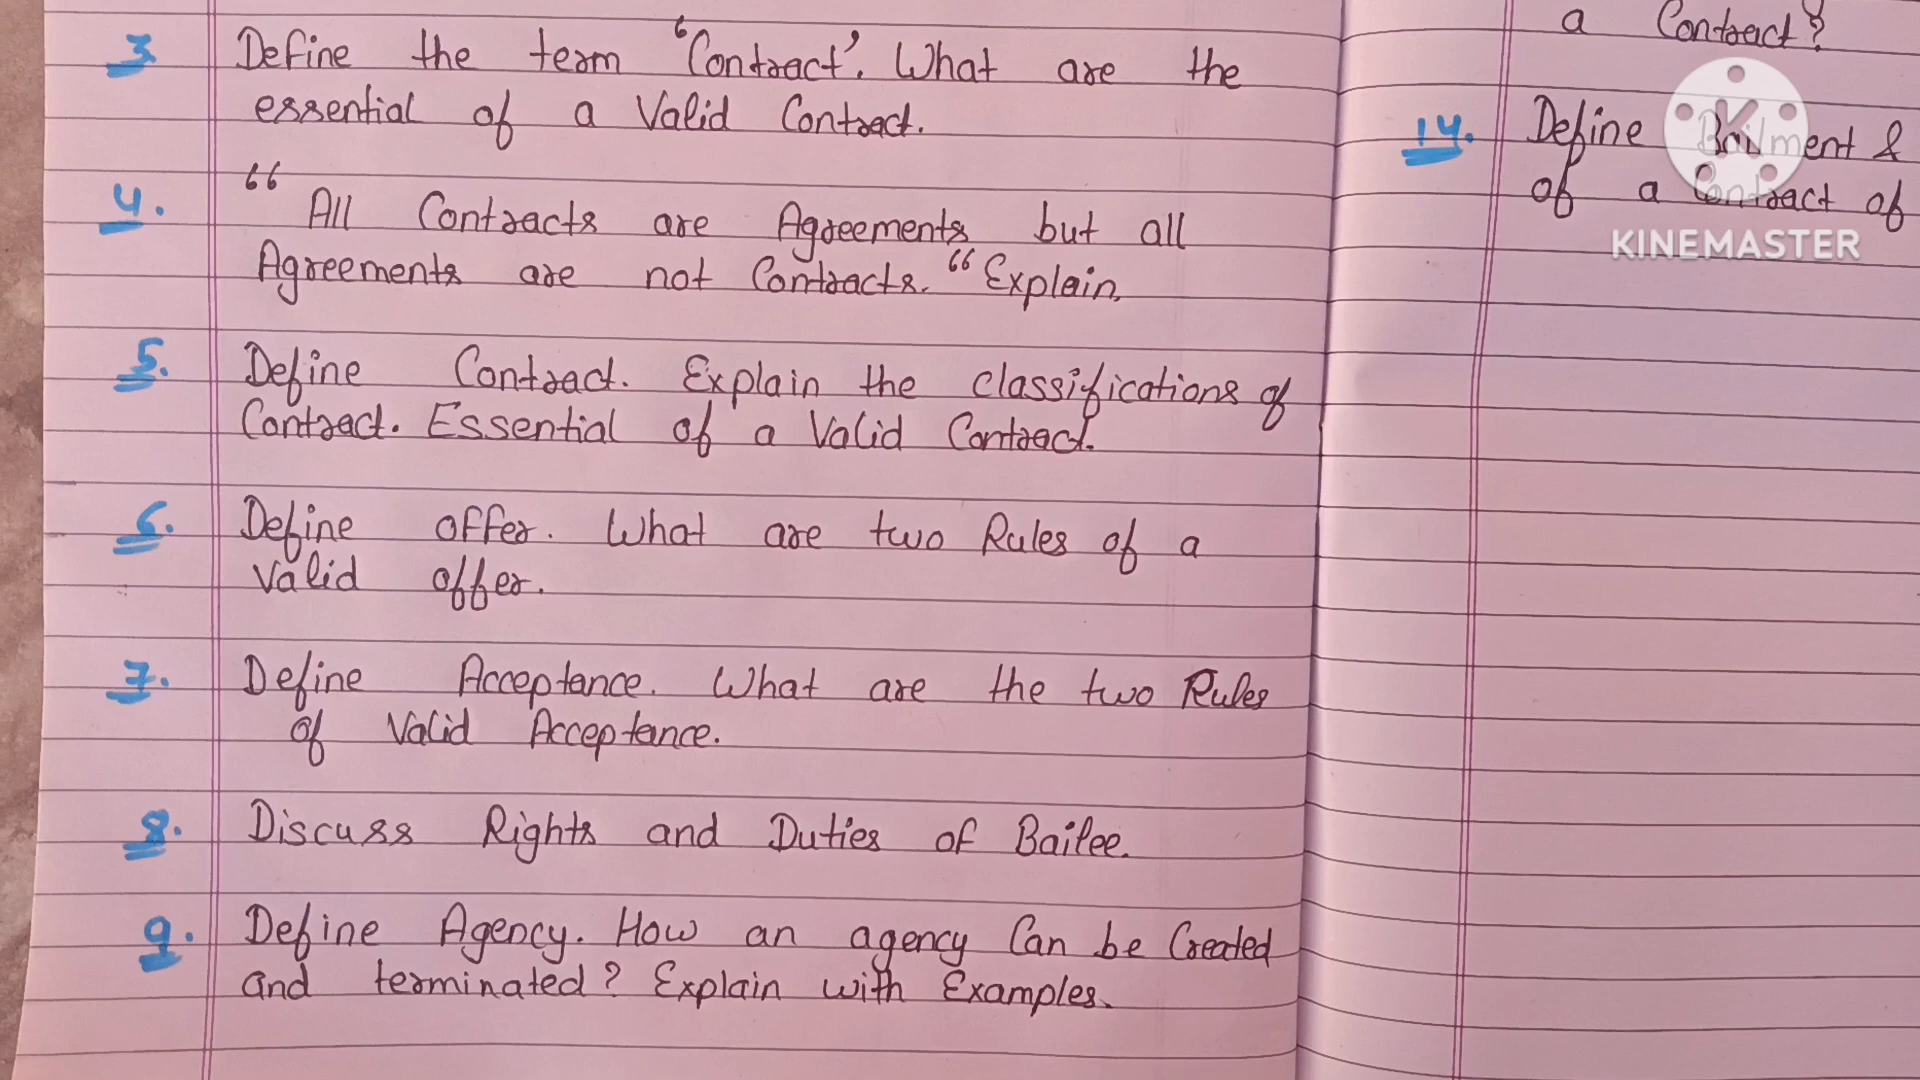 3 Define the term ‘Contract’. What are the
essential of a Valid Contract.
4. “ All Contracts are Agreements but all
Agreements are not Contracts. “ Explain.
5. Define Contract. Explain the classifications of
Contract. Essential of a Valid Contract.
6. Define offer. What are two Rules of a
Valid offer.
7. Define Acceptance. What are the two Rules
of Valid Acceptance.
8. Discuss Rights and Duties of Bailee.
9. Define Agency. How an agency Can be Created
and terminated? Explain with Examples.
a Contract?
14. Define Bailment &
of a Contract of
KINEMASTER